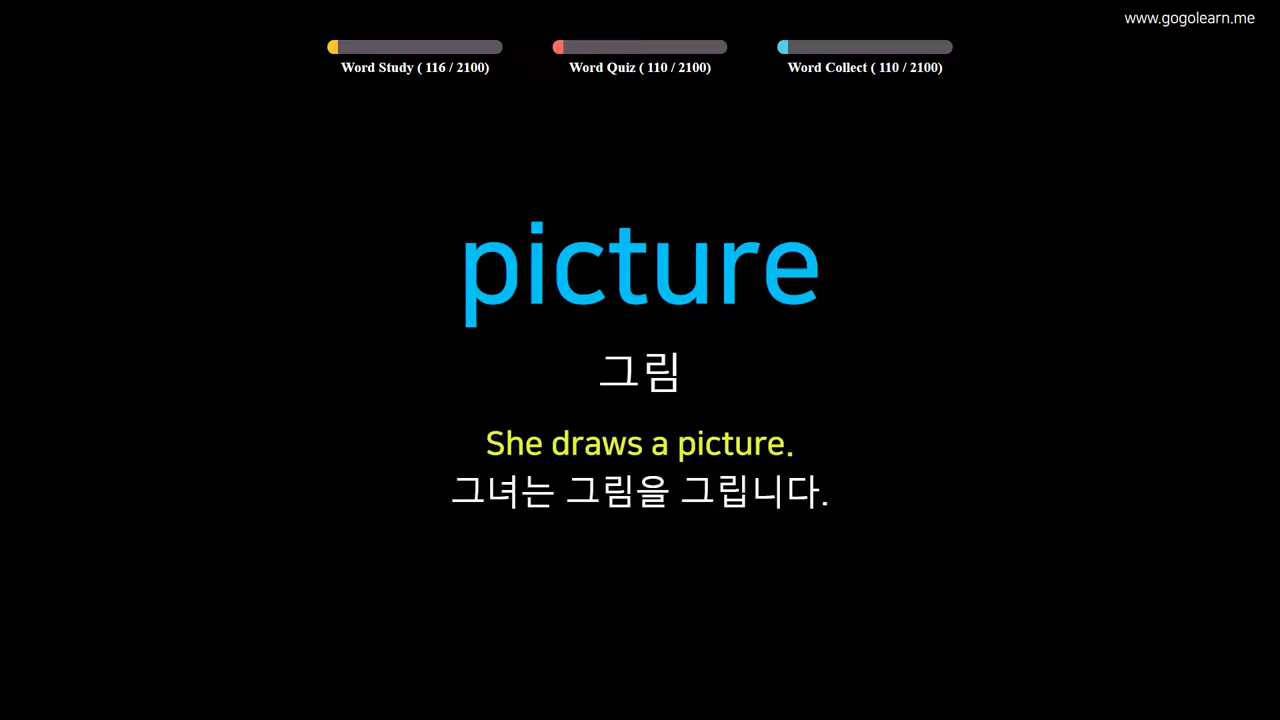 www.gogolearn.me
Word Study ( 116 / 2100)
Word Quiz ( 110 / 2100)
Word Collect ( 110 / 2100)
picture
그림
She draws a picture.
그녀는 그림을 그립니다.